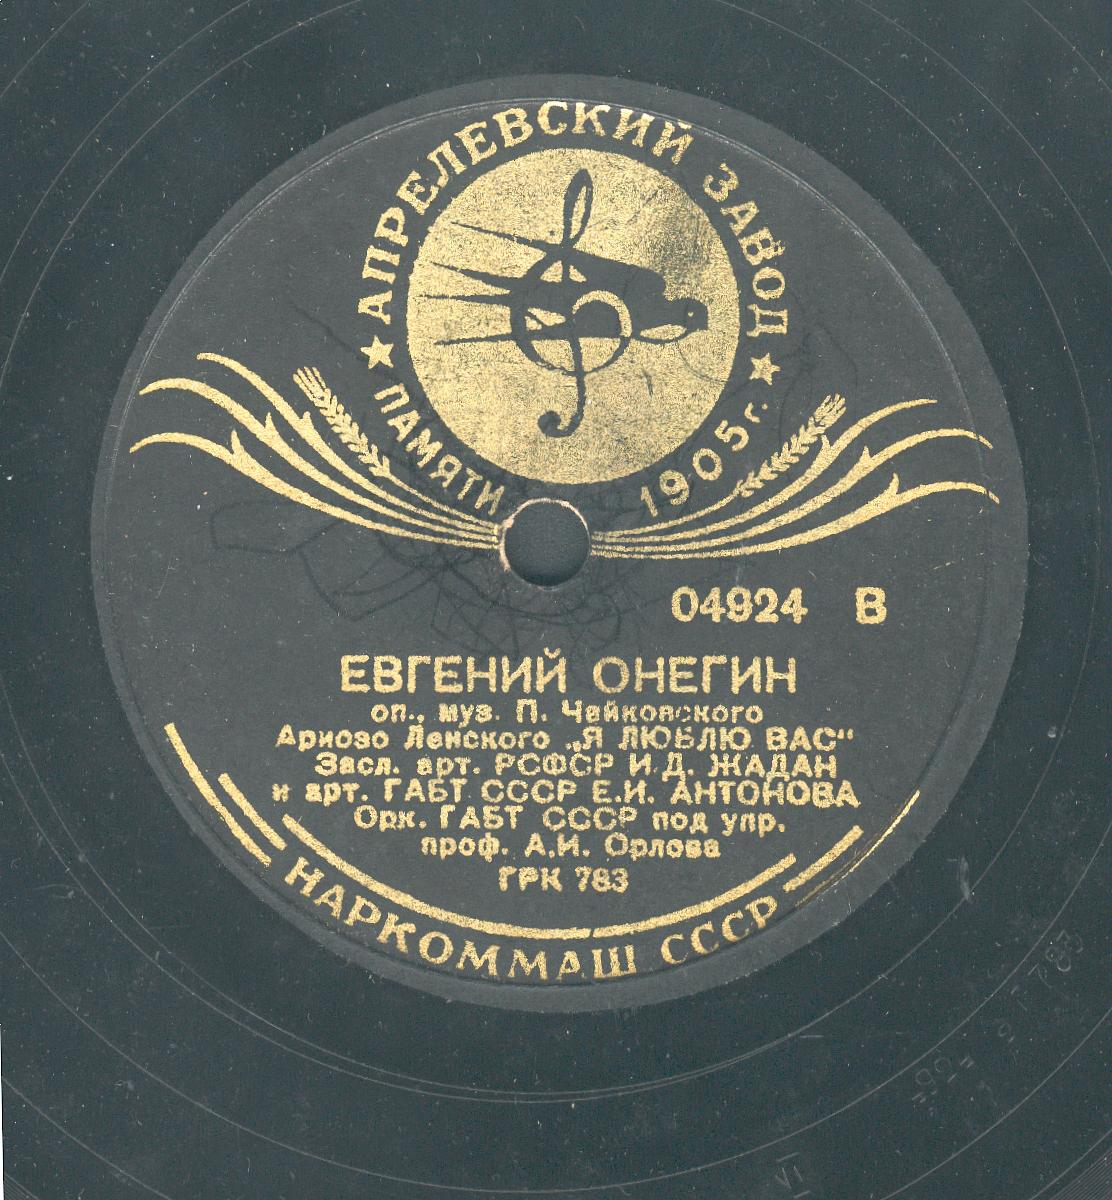 АПРЕЛЕВСКИЙ ЗАВОД
★ ПАМЯТИ 1905 г. ★
04924 В
ЕВГЕНИЙ ОНЕГИН
оп., муз. П. Чайковского
Ариозо Ленского „Я ЛЮБЛЮ ВАС“
Засл. арт. РСФСР И.Д. ЖАДАН
и арт. ГАБТ СССР Е.И. АНТОНОВА
Орк. ГАБТ СССР под упр.
проф. А.И. Орлова
ГРК 783
НАРКОММАШ СССР
VI